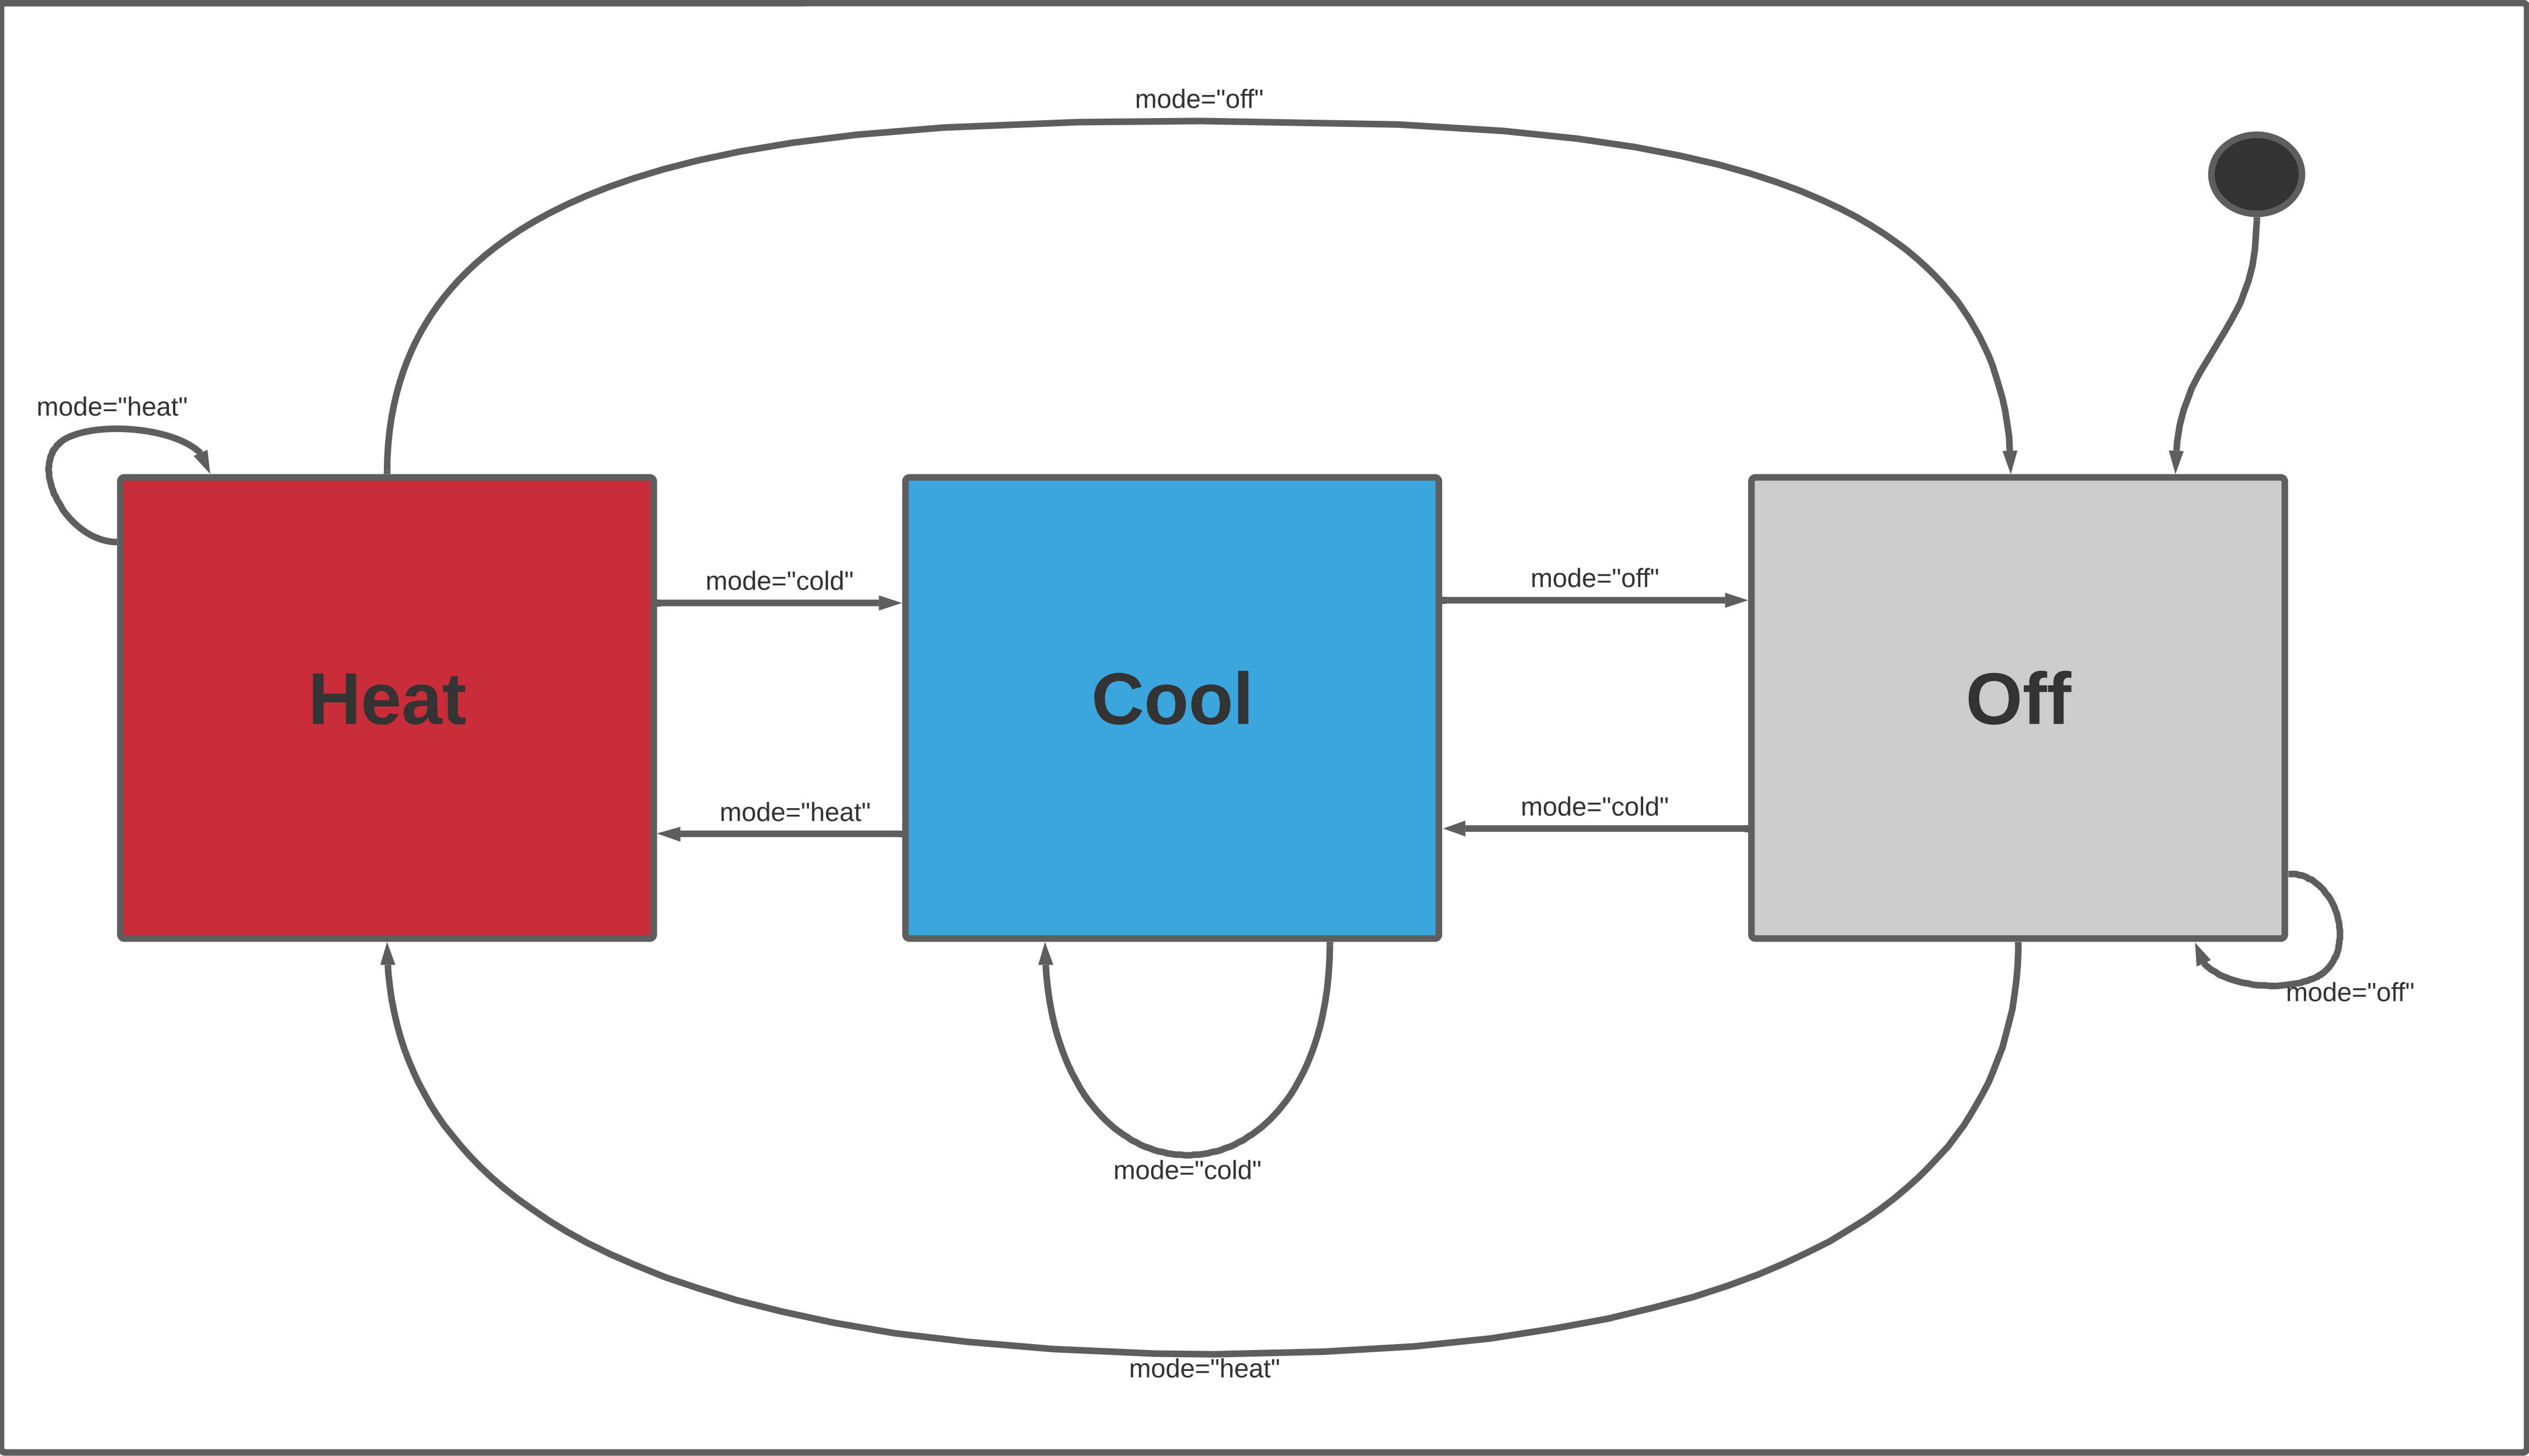 mode="off"
mode="heat"
mode="cold"
mode="off"
Heat
Cool
Off
mode="heat"
mode="cold"
mode="off"
mode="cold"
mode="heat"